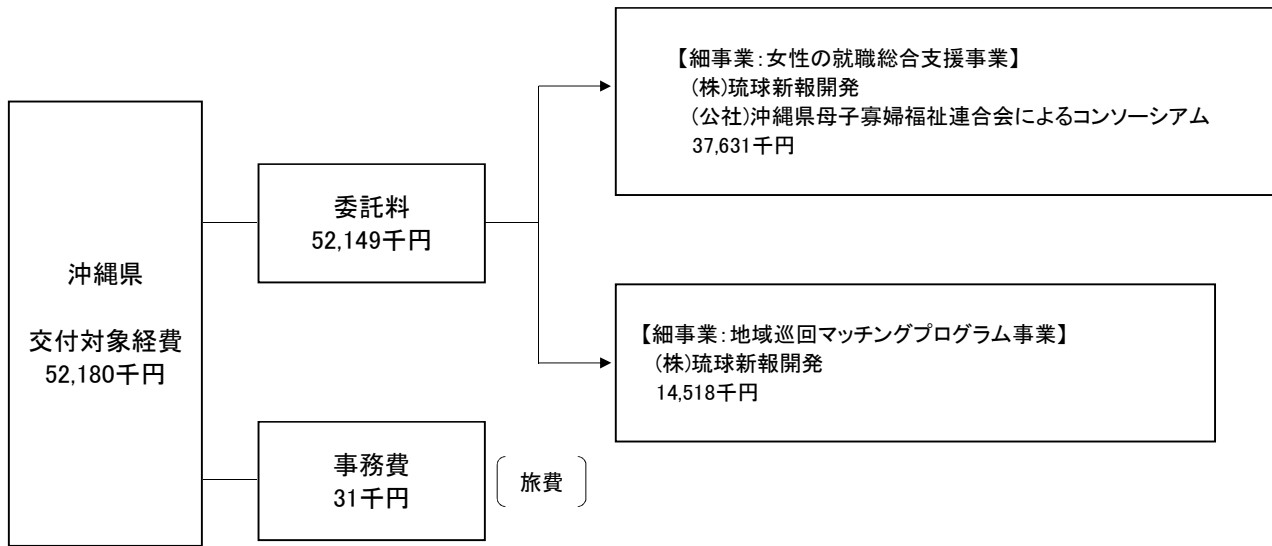 沖縄県
交付対象経費
52,180千円
委託料
52,149千円
【細事業:女性の就職総合支援事業】
(株)琉球新報開発
(公社)沖縄県母子寡婦福祉連合会によるコンソーシアム
37,631千円
【細事業:地域巡回マッチングプログラム事業】
(株)琉球新報開発
14,518千円
事務費
31千円
旅費